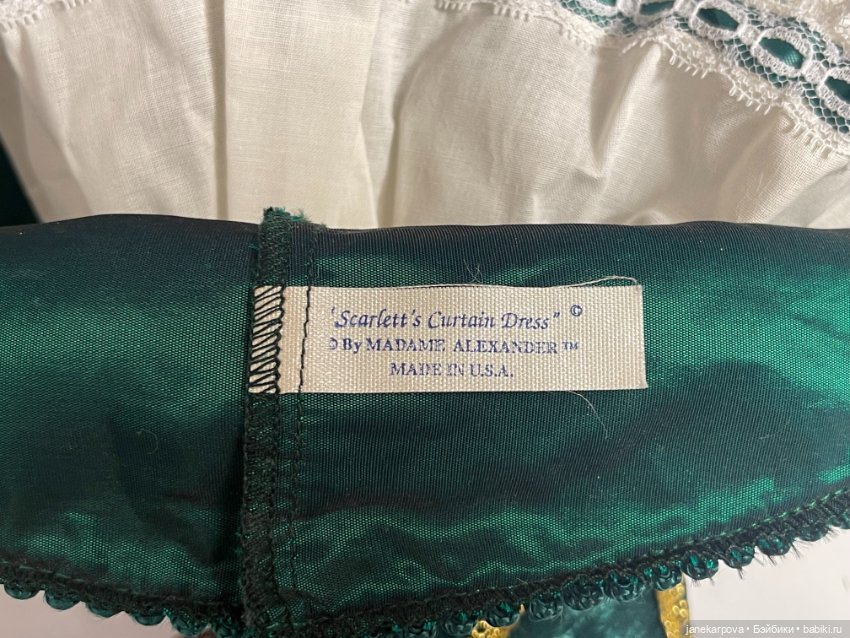 "Scarlett's Curtain Dress" ©
© By MADAME ALEXANDER ™
MADE IN U.S.A.
janekarpova • Бэйбики • babiki.ru